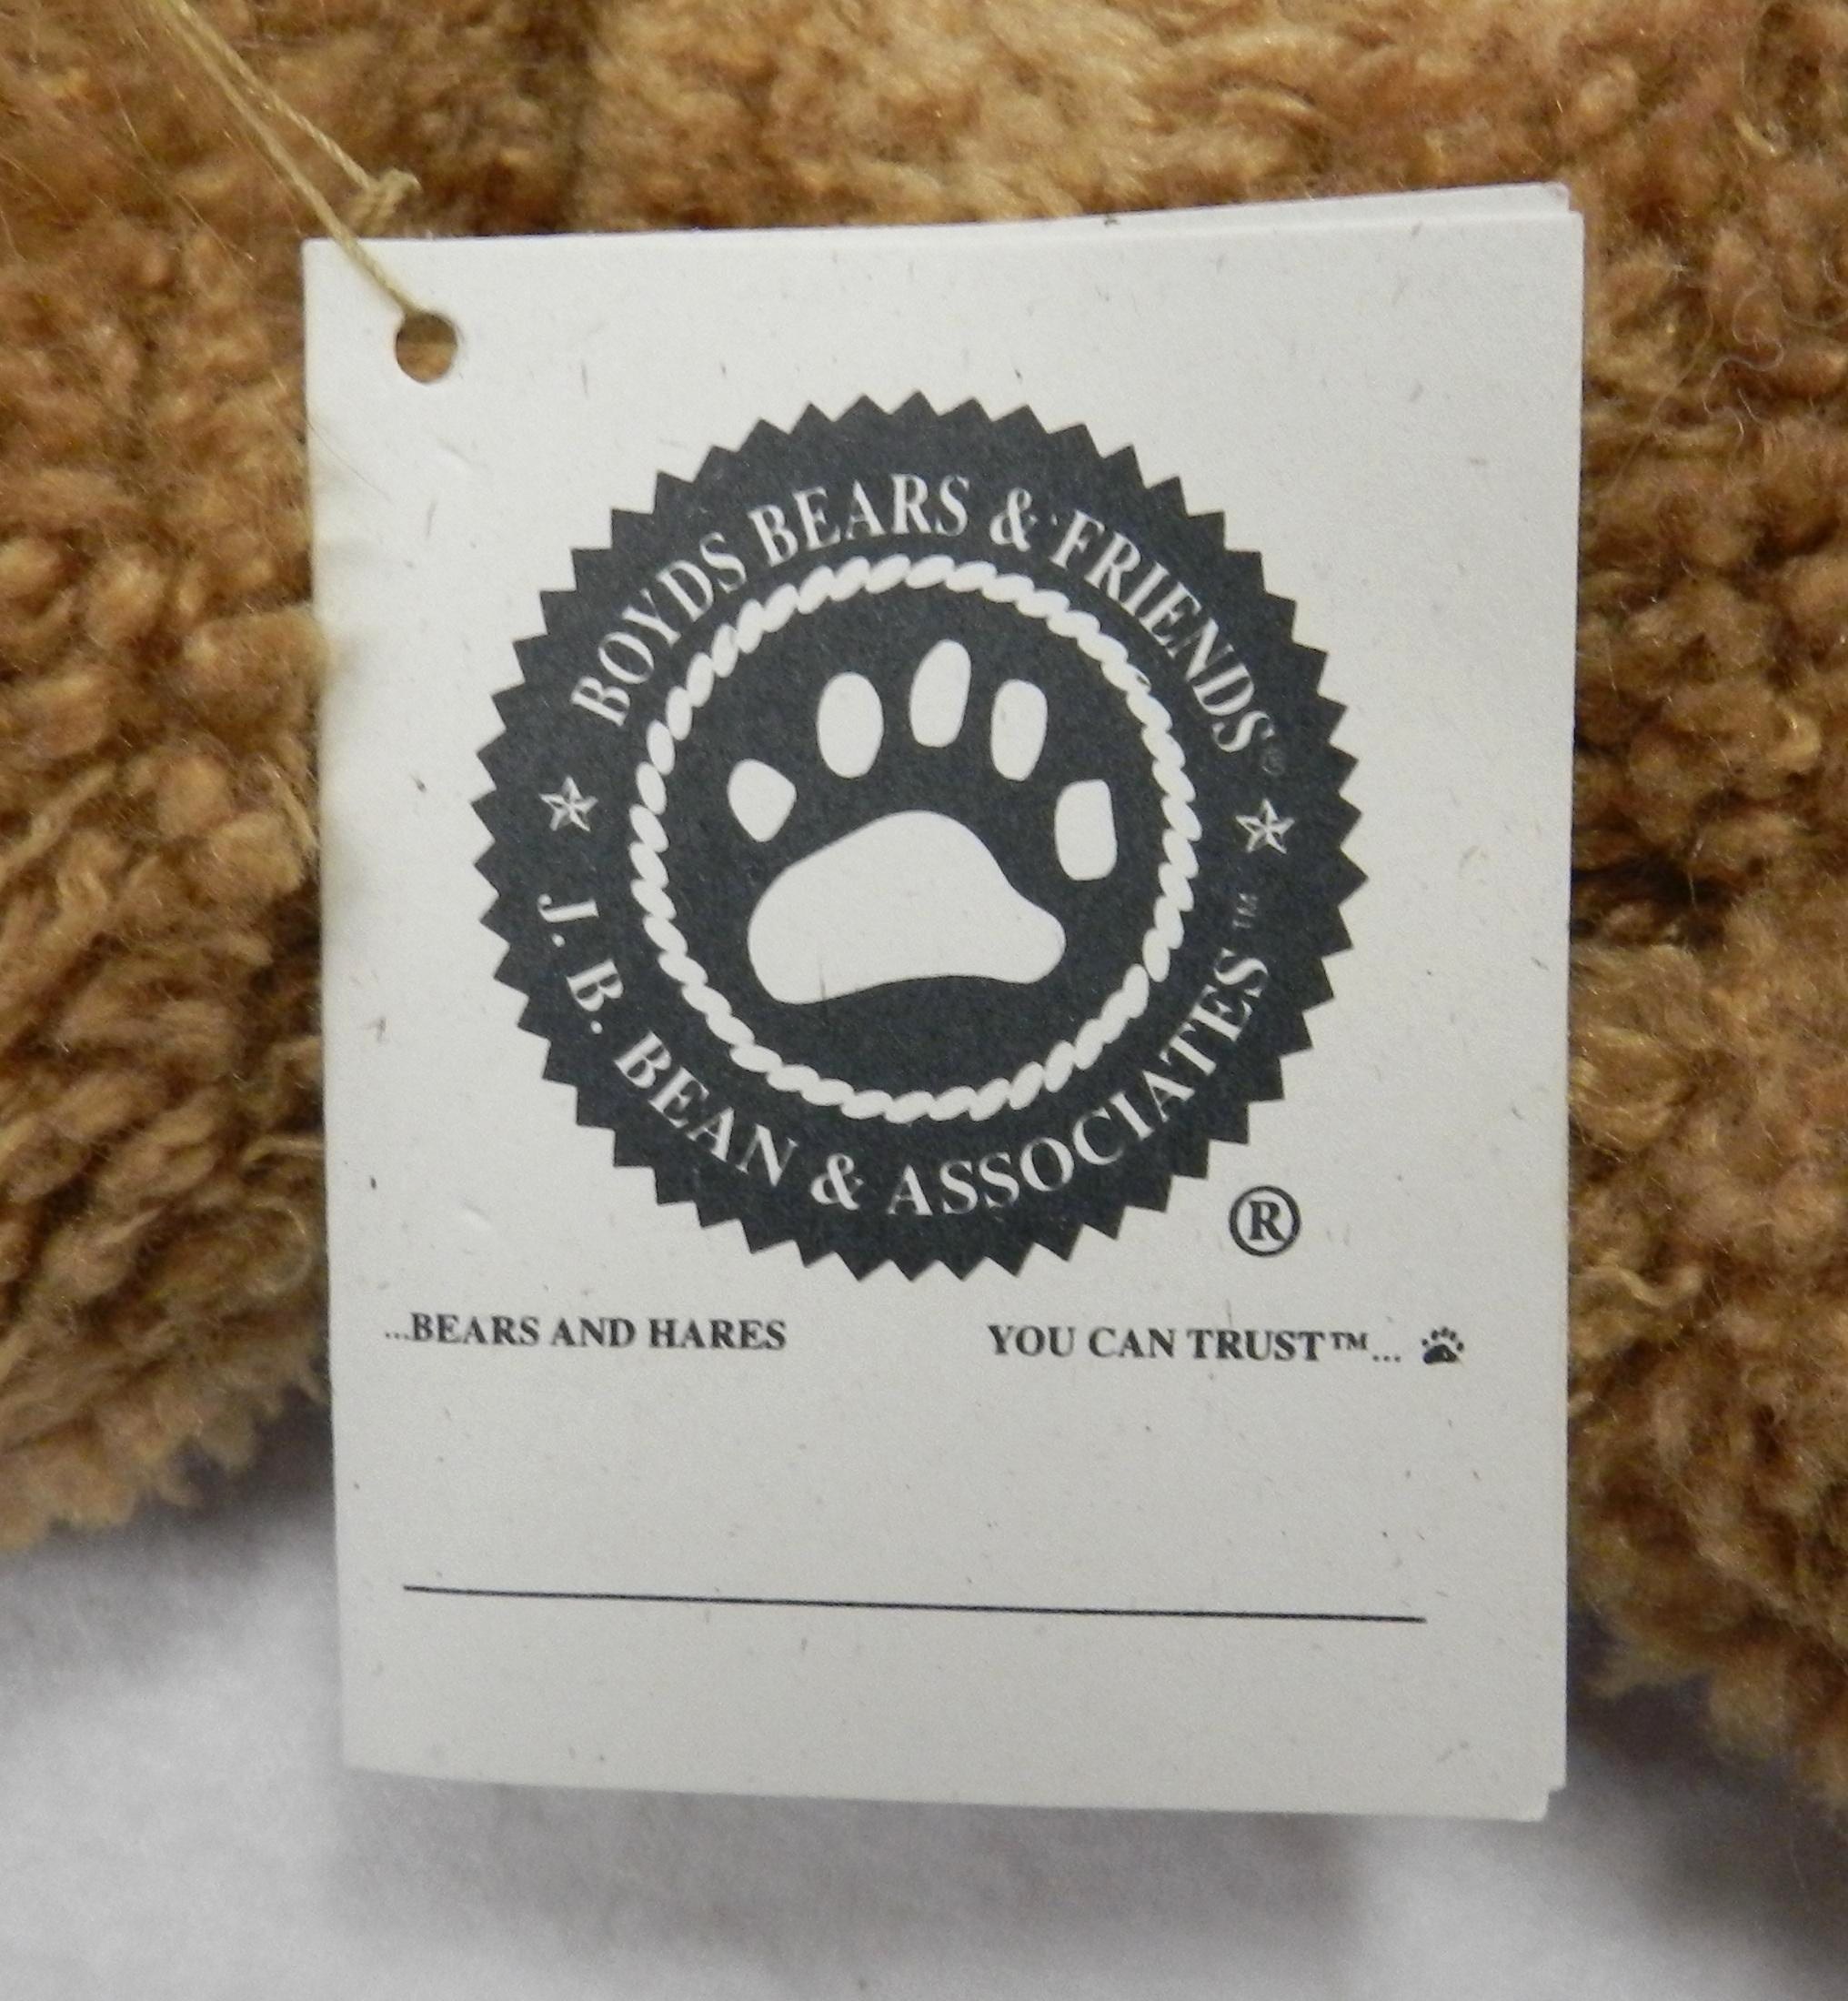 BOYDS BEARS & FRIENDS®
J. B. BEAN & ASSOCIATES™
®
...BEARS AND HARES YOU CAN TRUST™...